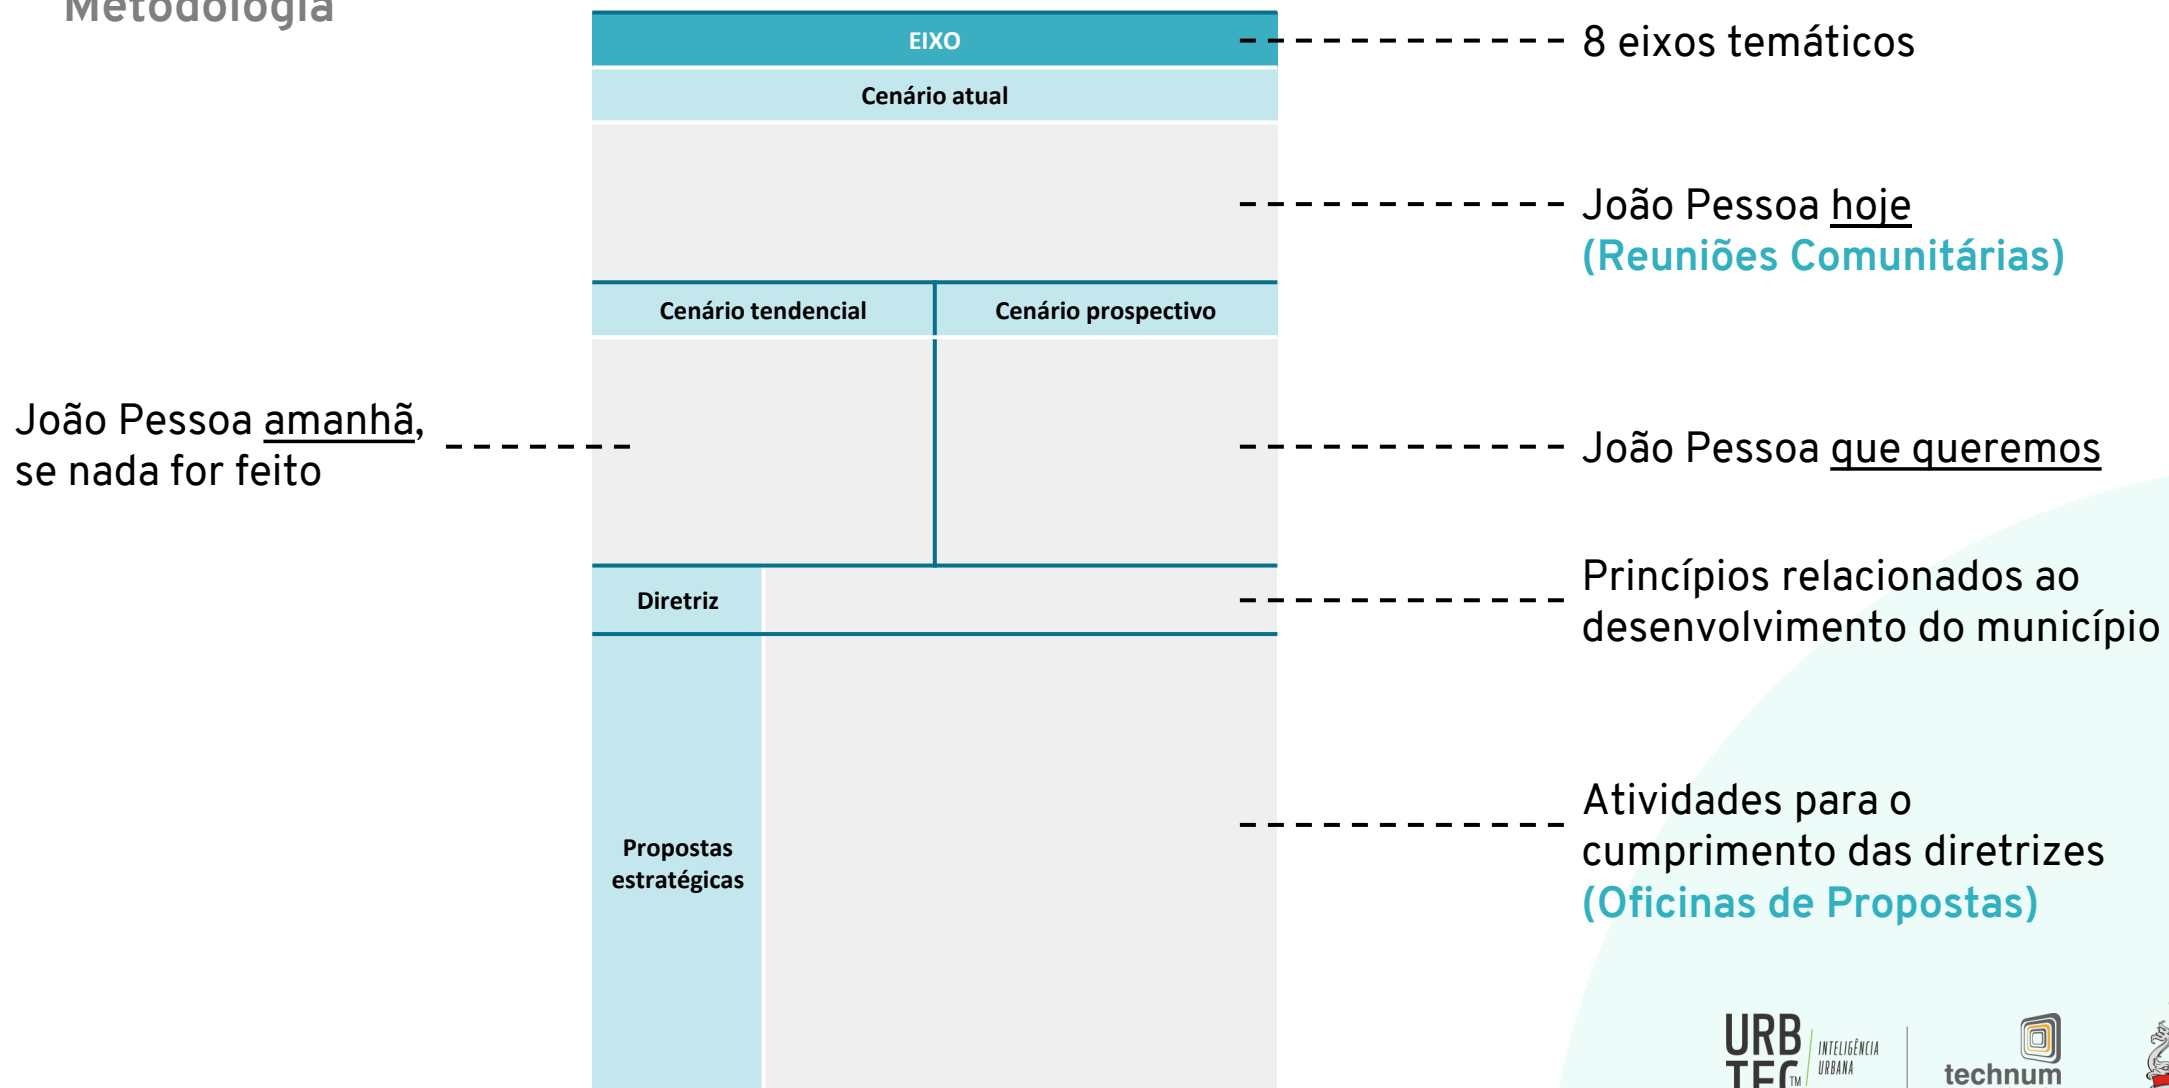 Metodologia
EIXO
8 eixos temáticos
Cenário atual
João Pessoa hoje
(Reuniões Comunitárias)
Cenário tendencial
Cenário prospectivo
João Pessoa amanhã,
se nada for feito
João Pessoa que queremos
Diretriz
Princípios relacionados ao
desenvolvimento do município
Propostas
estratégicas
Atividades para o
cumprimento das diretrizes
(Oficinas de Propostas)
URB
TEC™
INTELIGÊNCIA
URBANA
technum